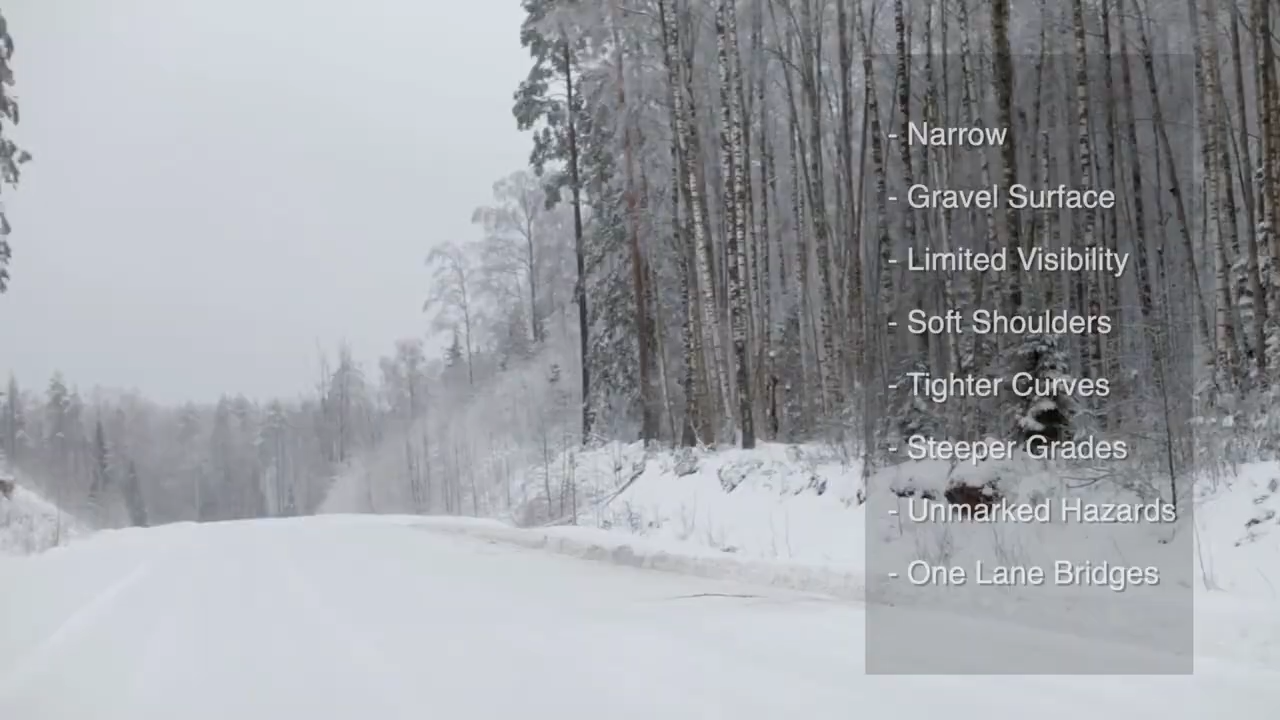 - Narrow
- Gravel Surface
- Limited Visibility
- Soft Shoulders
- Tighter Curves
- Steeper Grades
- Unmarked Hazards
- One Lane Bridges